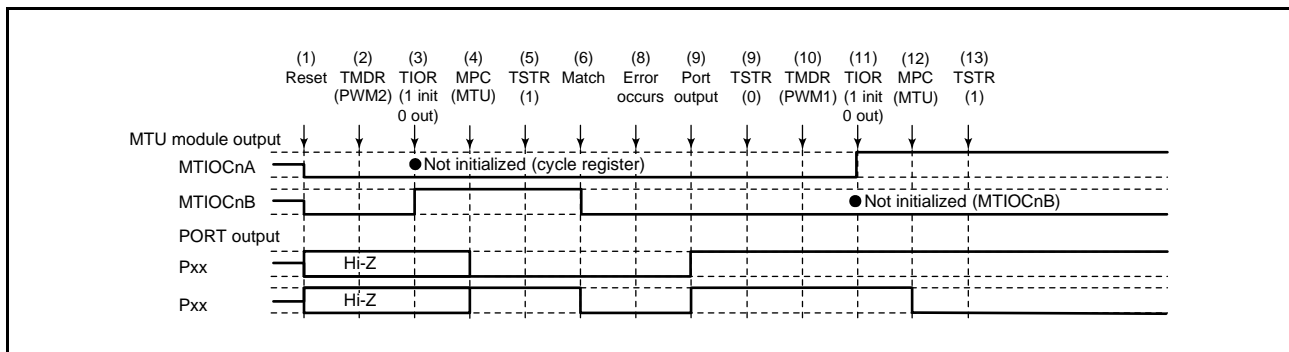 (1) (2) (3) (4) (5) (6) (8) (9) (9) (10) (11) (12) (13)
Reset TMDR TIOR MPC TSTR Match Error Port TSTR TMDR TIOR MPC TSTR
(PWM2) (1 init (MTU) (1) occurs output (0) (PWM1) (1 init (MTU) (1)
0 out) 0 out)
MTU module output
MTIOCnA ●Not initialized (cycle register)
MTIOCnB ●Not initialized (MTIOCnB)
PORT output
Pxx Hi-Z
Pxx Hi-Z